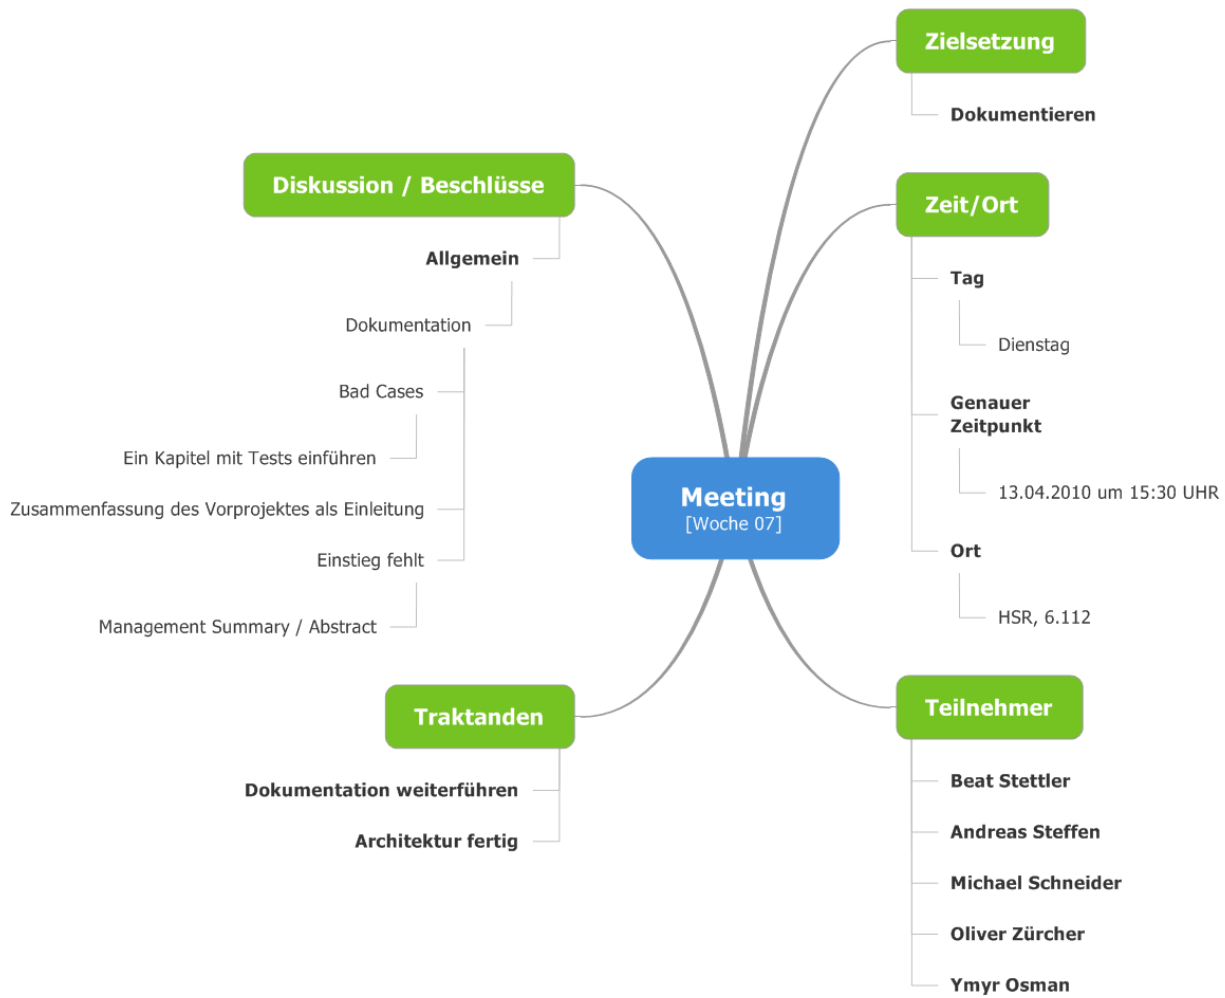 Zielsetzung
Dokumentieren
Diskussion / Beschlüsse
Allgemein
Dokumentation
Bad Cases
Ein Kapitel mit Tests einführen
Zusammenfassung des Vorprojektes als Einleitung
Einstieg fehlt
Management Summary / Abstract
Zeit/Ort
Tag
Dienstag
Genauer
Zeitpunkt
13.04.2010 um 15:30 UHR
Ort
HSR, 6.112
Meeting
[Woche 07]
Traktanden
Dokumentation weiterführen
Architektur fertig
Teilnehmer
Beat Stettler
Andreas Steffen
Michael Schneider
Oliver Zürcher
Ymyr Osman